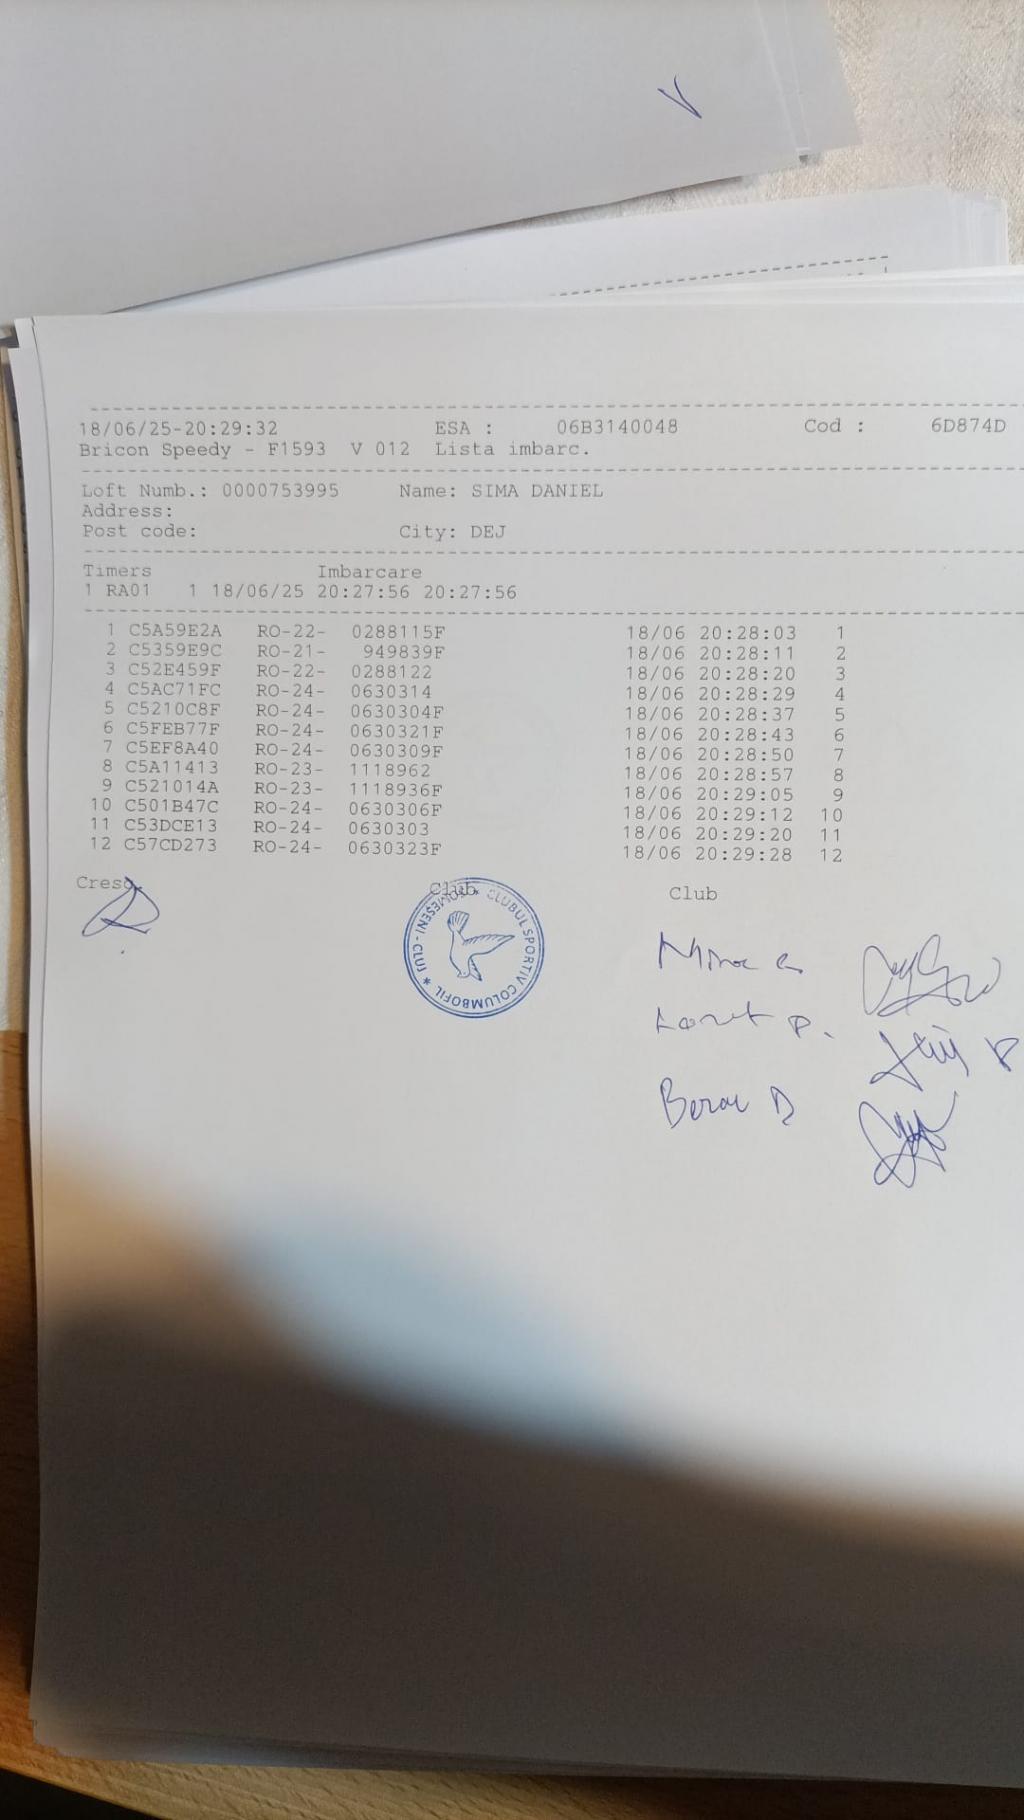 18/06/25-20:29:32 ESA : 06B3140048 Cod : 6D874D
Bricon Speedy - F1593 V 012 Lista imbarc.
Loft Numb.: 0000753995 Name: SIMA DANIEL
Address:
Post code: City: DEJ
Timers Imbarcare
1 RA01 1 18/06/25 20:27:56 20:27:56
1 C5A59E2A RO-22- 0288115F 18/06 20:28:03 1
2 C5359E9C RO-21- 949839F 18/06 20:28:11 2
3 C52E459F RO-22- 0288122 18/06 20:28:20 3
4 C5AC71FC RO-24- 0630314 18/06 20:28:29 4
5 C5210C8F RO-24- 0630304F 18/06 20:28:37 5
6 C5FEB77F RO-24- 0630321F 18/06 20:28:43 6
7 C5EF8A40 RO-24- 0630309F 18/06 20:28:50 7
8 C5A11413 RO-23- 1118962 18/06 20:28:57 8
9 C521014A RO-23- 1118936F 18/06 20:29:05 9
10 C501B47C RO-24- 0630306F 18/06 20:29:12 10
11 C53DCE13 RO-24- 0630303 18/06 20:29:20 11
12 C57CD273 RO-24- 0630323F 18/06 20:29:28 12
Cresc. Club Club
CLUBUL SPORTIV COLUMBOFIL * SOMEȘENI - CLUJ *